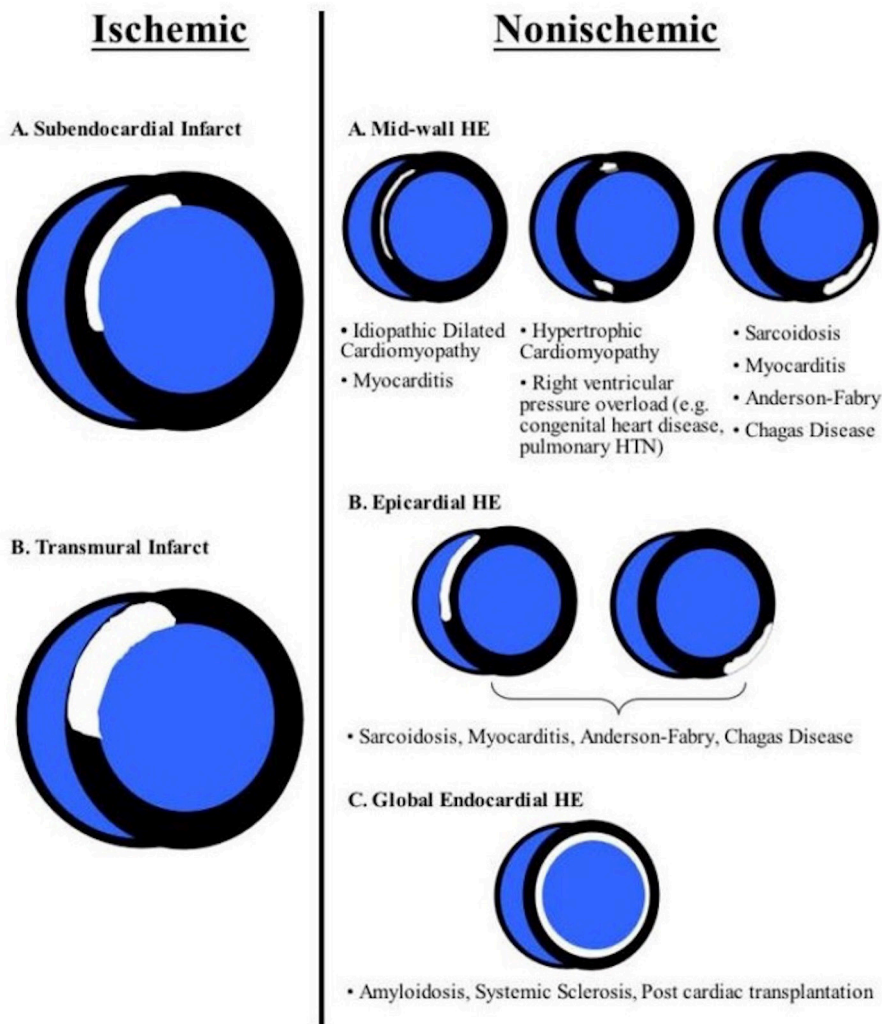 Ischemic
A. Subendocardial Infarct
B. Transmural Infarct
Nonischemic
A. Mid-wall HE
• Idiopathic Dilated
Cardiomyopathy
• Myocarditis
• Hypertrophic
Cardiomyopathy
• Right ventricular
pressure overload (e.g.
congenital heart disease,
pulmonary HTN)
• Sarcoidosis
• Myocarditis
• Anderson-Fabry
• Chagas Disease
B. Epicardial HE
• Sarcoidosis, Myocarditis, Anderson-Fabry, Chagas Disease
C. Global Endocardial HE
• Amyloidosis, Systemic Sclerosis, Post cardiac transplantation